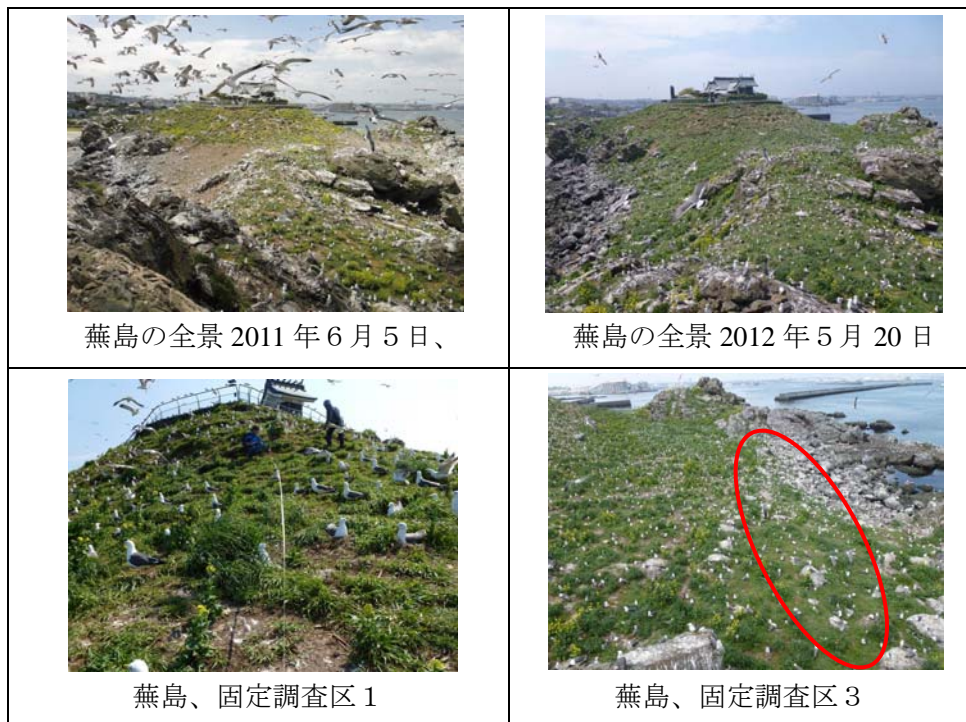 蕪島の全景 2011 年６月５日、
蕪島の全景 2012 年５月 20 日
蕪島、固定調査区１
蕪島、固定調査区３